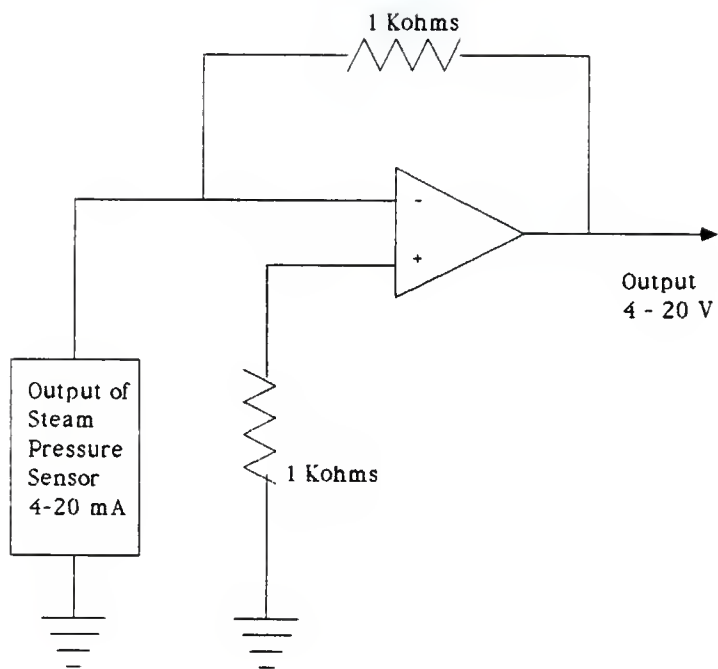 1 Kohms
-
+
Output
4 - 20 V
Output of
Steam
Pressure
Sensor
4-20 mA
1 Kohms